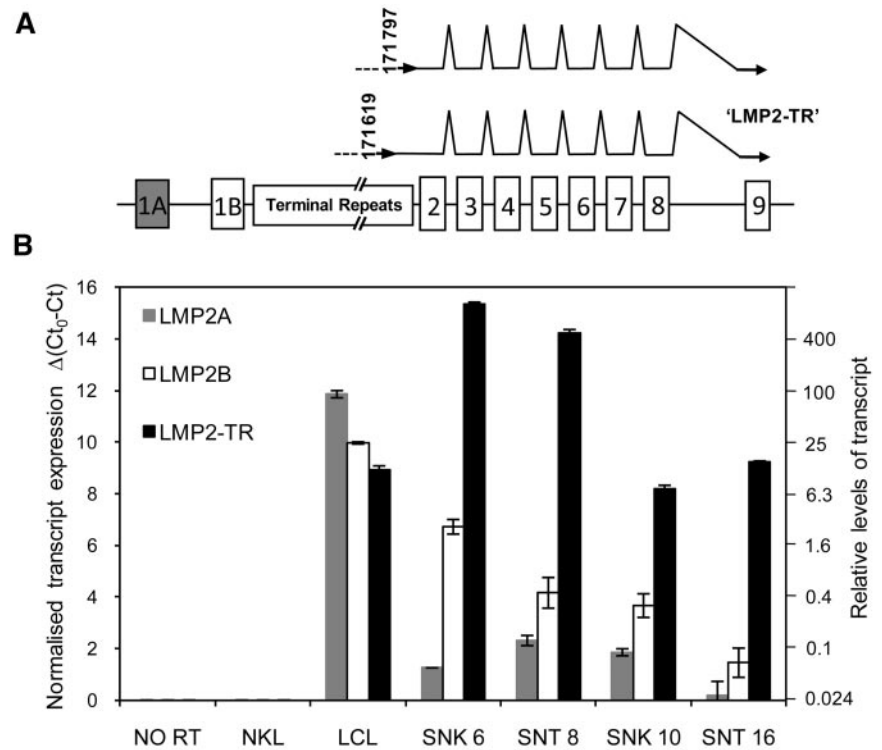 A
171797
171619
'LMP2-TR'
1A 1B Terminal Repeats 2 3 4 5 6 7 8 9
B
Normalised transcript expression Δ(Ct₀-Ct)
16
14
12
10
8
6
4
2
0
LMP2A
LMP2B
LMP2-TR
400
100
25
6.3
1.6
0.4
0.1
0.024
Relative levels of transcript
NO RT NKL LCL SNK 6 SNT 8 SNK 10 SNT 16